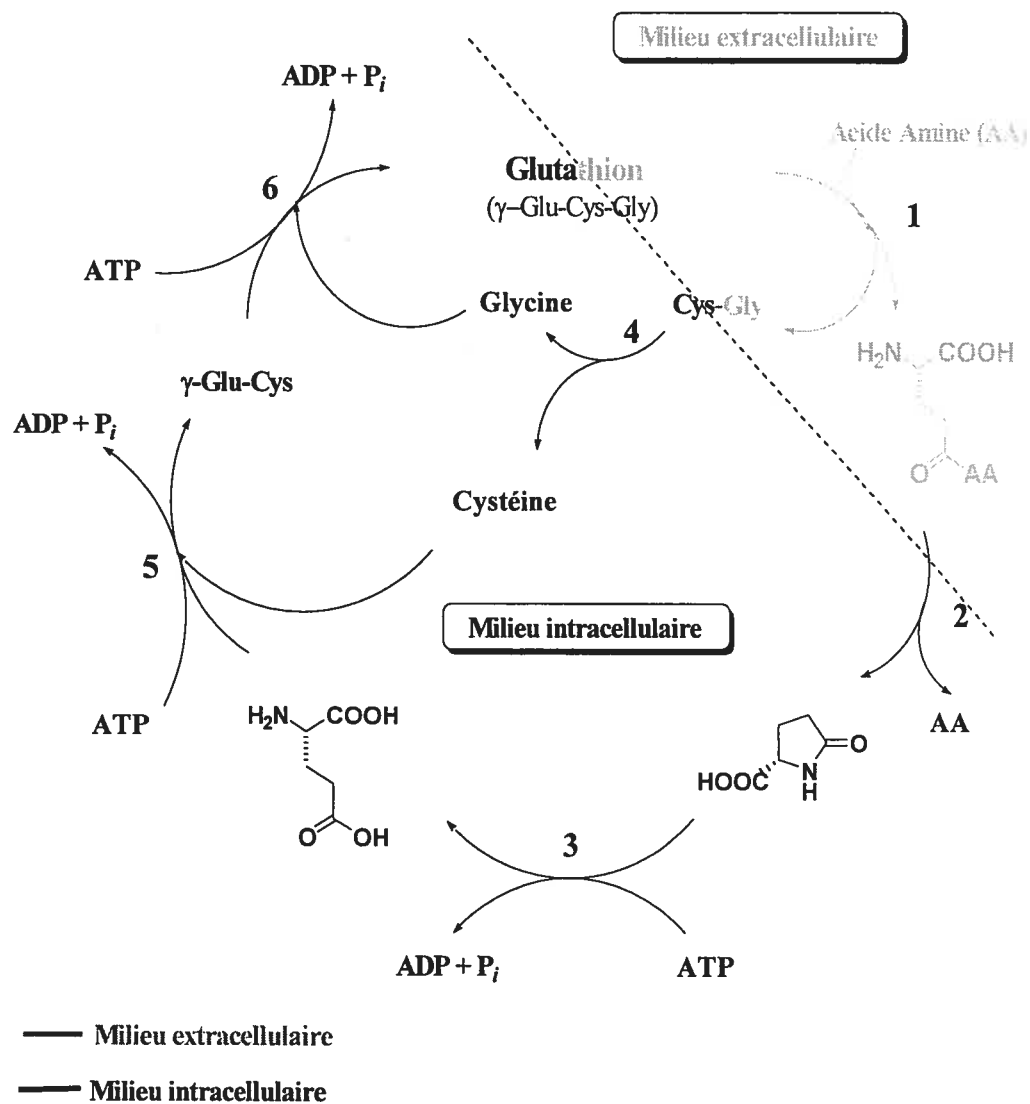 Milieu extracellulaire
ADP + Pi
Acide Amine (AA)
Glutathion
(γ–Glu-Cys-Gly)
6
1
ATP
Glycine
Cys-Gly
4
H2N
COOH
γ-Glu-Cys
ADP + Pi
O
AA
Cystéine
5
Milieu intracellulaire
2
ATP
H2N
COOH
AA
HOOC
N
H
O
O
OH
3
ADP + Pi
ATP
Milieu extracellulaire
Milieu intracellulaire